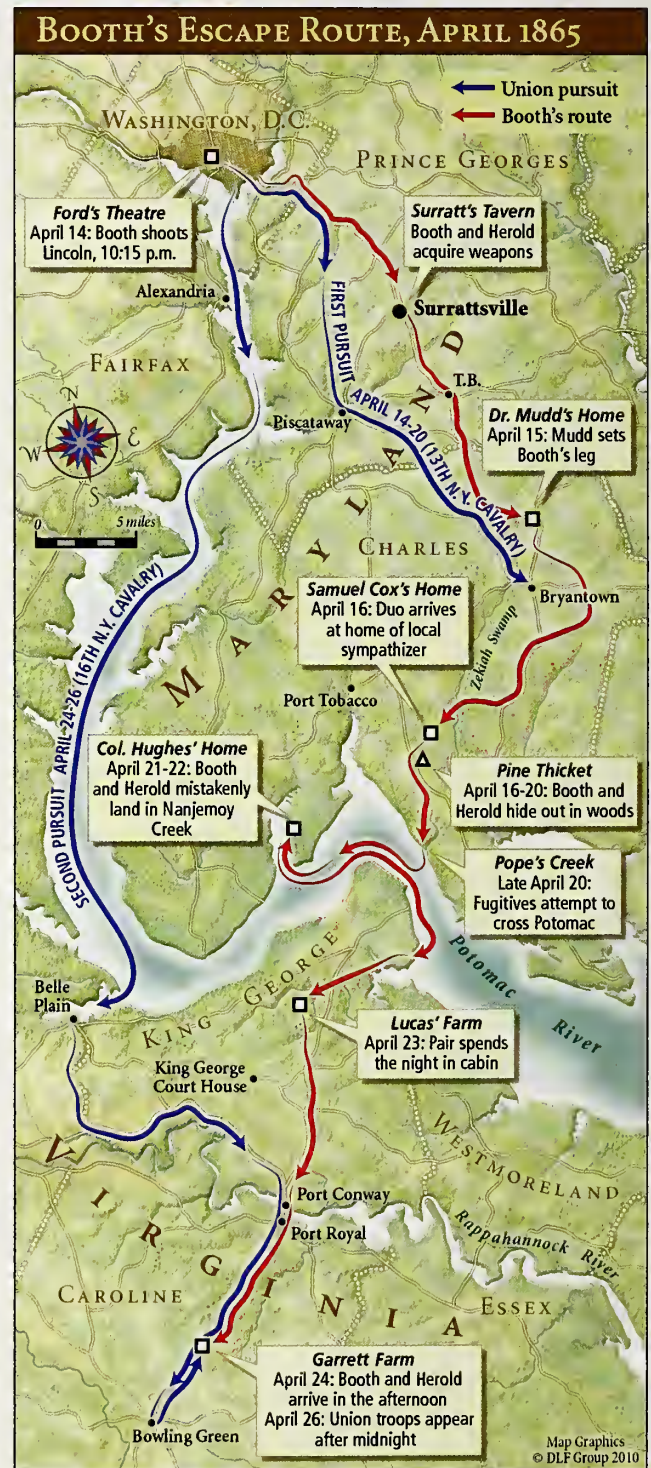 BOOTH'S ESCAPE ROUTE, APRIL 1865
Union pursuit
Booth's route
WASHINGTON, D.C.
PRINCE GEORGES
Ford's Theatre
April 14: Booth shoots
Lincoln, 10:15 p.m.
Surratt's Tavern
Booth and Herold
acquire weapons
Alexandria
Surrattsville
FIRST PURSUIT APRIL 14-20 (13TH N.Y. CAVALRY)
FAIRFAX
T.B.
N
W E
S
Piscataway
Dr. Mudd's Home
April 15: Mudd sets
Booth's leg
0 5 miles
MARYLAND
CHARLES
Bryantown
Samuel Cox's Home
April 16: Duo arrives
at home of local
sympathizer
Zekiah Swamp
SECOND PURSUIT APRIL 24-26 (16TH N.Y. CAVALRY)
Port Tobacco
Col. Hughes' Home
April 21-22: Booth
and Herold mistakenly
land in Nanjemoy
Creek
Pine Thicket
April 16-20: Booth and
Herold hide out in woods
Pope's Creek
Late April 20:
Fugitives attempt to
cross Potomac
Potomac
River
Belle
Plain
KING GEORGE
Lucas' Farm
April 23: Pair spends
the night in cabin
King George
Court House
WESTMORELAND
VIRGINIA
Port Conway
Port Royal
Rappahannock River
CAROLINE
ESSEX
Garrett Farm
April 24: Booth and Herold
arrive in the afternoon
April 26: Union troops appear
after midnight
Bowling Green
Map Graphics
© DLF Group 2010